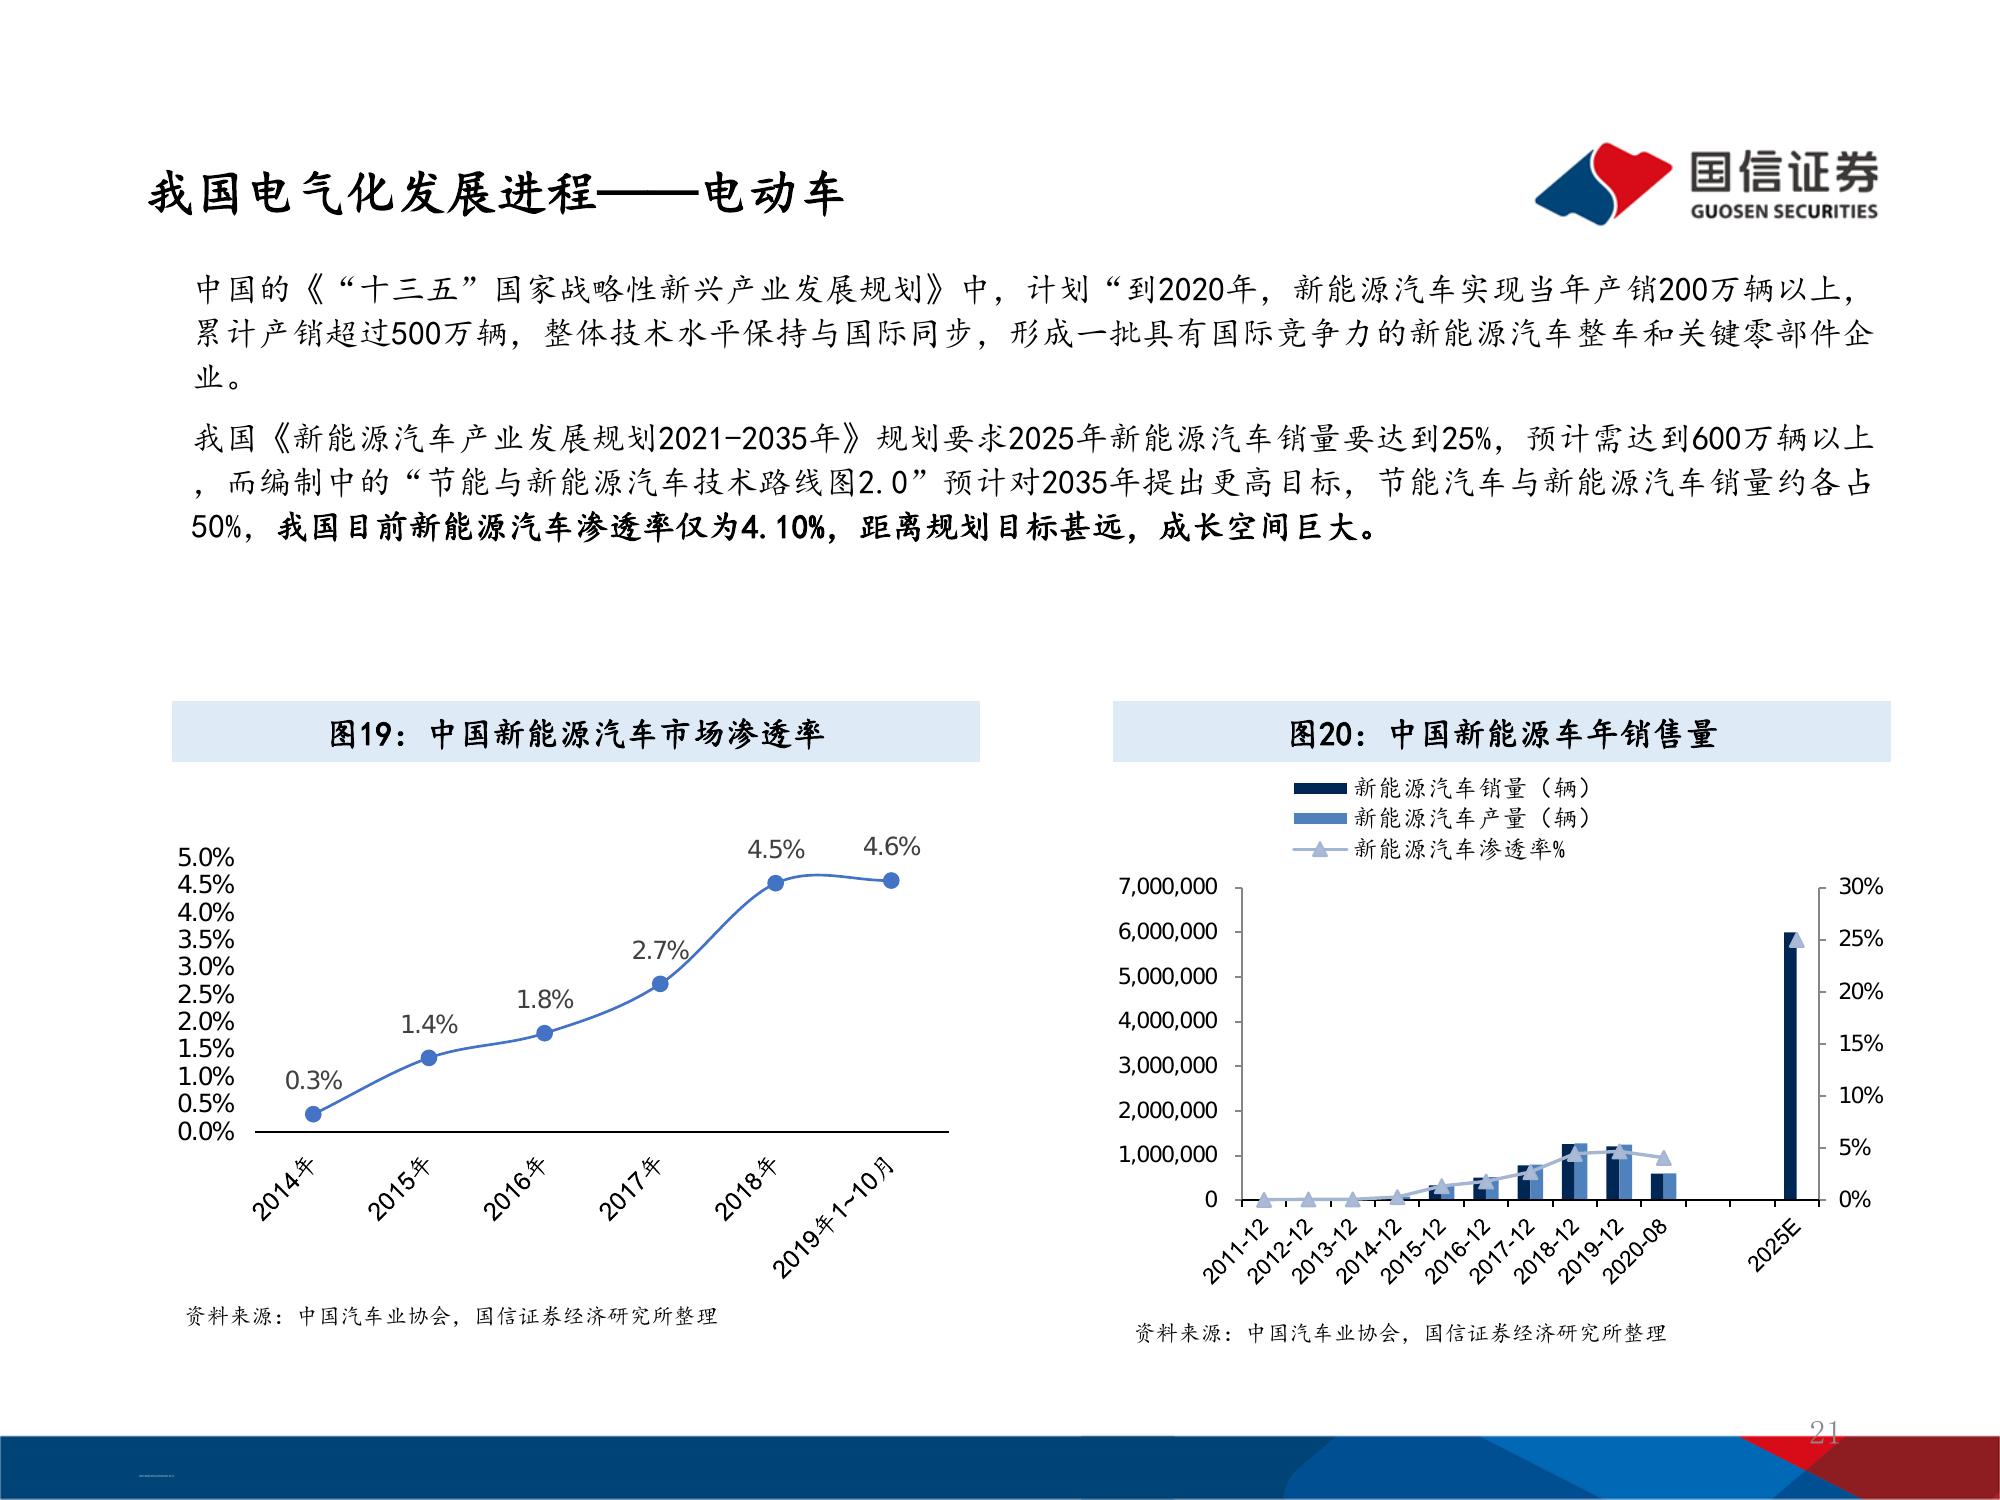 我国电气化发展进程——电动车
国信证券
GUOSEN SECURITIES
中国的《“十三五”国家战略性新兴产业发展规划》中，计划“到2020年，新能源汽车实现当年产销200万辆以上，
累计产销超过500万辆，整体技术水平保持与国际同步，形成一批具有国际竞争力的新能源汽车整车和关键零部件企
业。
我国《新能源汽车产业发展规划2021-2035年》规划要求2025年新能源汽车销量要达到25%，预计需达到600万辆以上
，而编制中的“节能与新能源汽车技术路线图2.0”预计对2035年提出更高目标，节能汽车与新能源汽车销量约各占
50%，我国目前新能源汽车渗透率仅为4.10%，距离规划目标甚远，成长空间巨大。
图19：中国新能源汽车市场渗透率
5.0%
4.5%
4.0%
3.5%
3.0%
2.5%
2.0%
1.5%
1.0%
0.5%
0.0%
0.3%
1.4%
1.8%
2.7%
4.5%
4.6%
2014年
2015年
2016年
2017年
2018年
2019年1~10月
资料来源：中国汽车业协会，国信证券经济研究所整理
图20：中国新能源车年销售量
新能源汽车销量（辆）
新能源汽车产量（辆）
新能源汽车渗透率%
7,000,000
6,000,000
5,000,000
4,000,000
3,000,000
2,000,000
1,000,000
0
30%
25%
20%
15%
10%
5%
0%
2011-12
2012-12
2013-12
2014-12
2015-12
2016-12
2017-12
2018-12
2019-12
2020-08
2025E
资料来源：中国汽车业协会，国信证券经济研究所整理
21